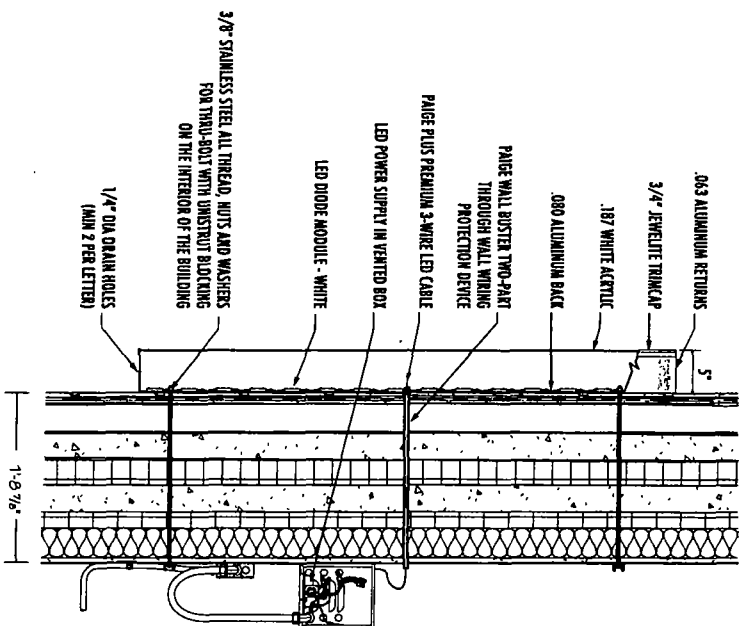 .063 ALUMINUM RETURNS
3/4" JEWELITE TRIMCAP
.187 WHITE ACRYLIC
.080 ALUMINUM BACK
PAIGE WALL BUSTER TWO-PART
THROUGH WALL WIRING
PROTECTION DEVICE
PAIGE PLUS PREMIUM 3-WIRE LED CABLE
LED POWER SUPPLY IN VENTED BOX
LED DIODE MODULE - WHITE
3/8" STAINLESS STEEL ALL THREAD, NUTS AND WASHERS
FOR THRU-BOLT WITH UNISTRUT BLOCKING
ON THE INTERIOR OF THE BUILDING
1/4" DIA DRAIN HOLES
(MIN 2 PER LETTER)
5"
1'-8 7/8"